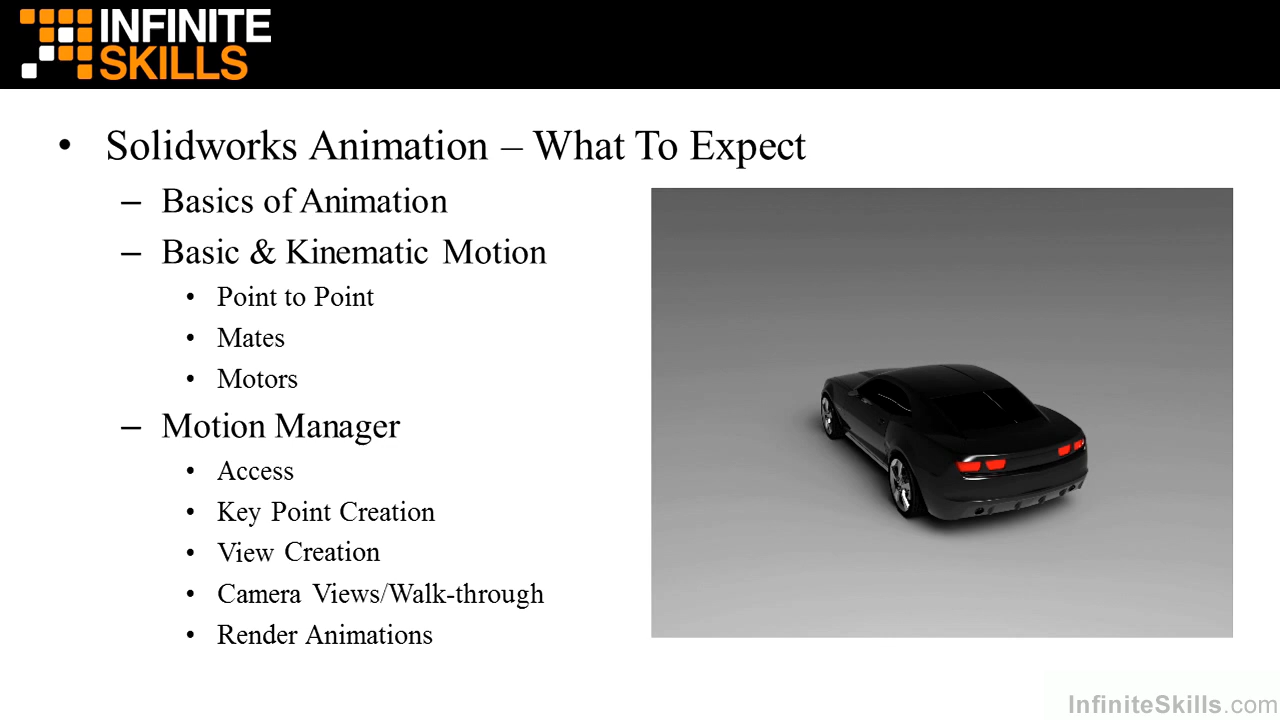 INFINITE
SKILLS
• Solidworks Animation – What To Expect
– Basics of Animation
– Basic & Kinematic Motion
• Point to Point
• Mates
• Motors
– Motion Manager
• Access
• Key Point Creation
• View Creation
• Camera Views/Walk-through
• Render Animations
InfiniteSkills.com